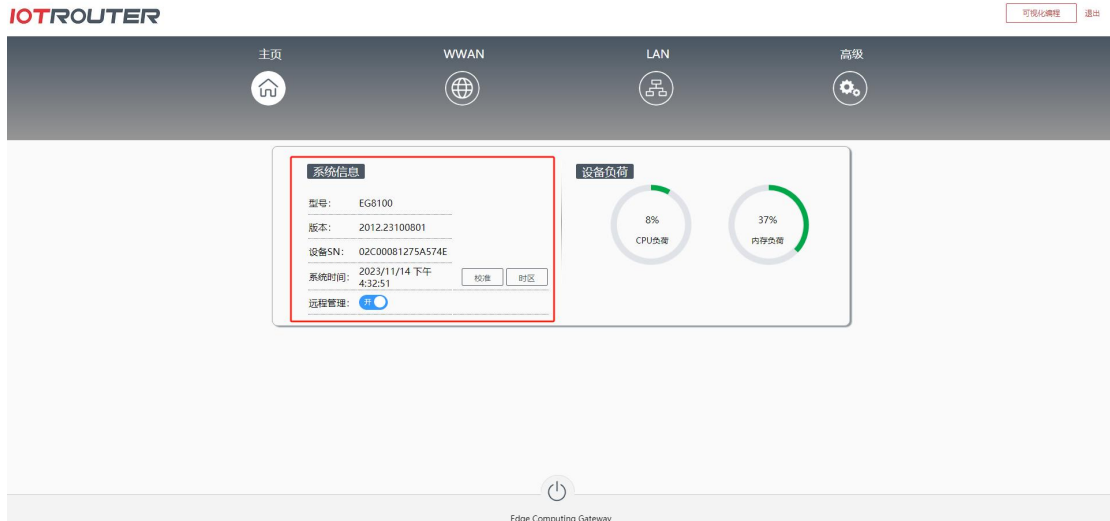 IOTROUTER
可视化编程 退出
主页 WWAN LAN 高级
系统信息
型号: EG8100
版本: 2012.23100801
设备SN: 02C00081275A574E
系统时间: 2023/11/14 下午
4:32:51
校准 时区
远程管理: 开
设备负荷
8%
CPU负荷
37%
内存负荷
Edge Computing Gateway